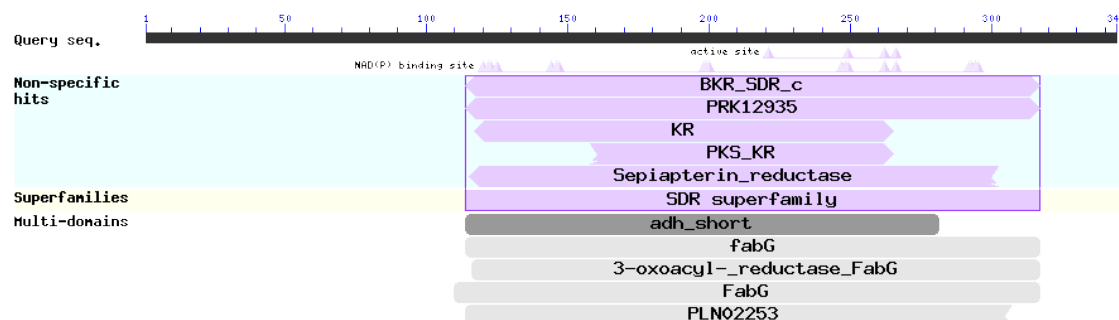 1 50 100 150 200 250 300 34
Query seq.
active site
NAD(P) binding site
Non-specific hits
BKR_SDR_c
PRK12935
KR
PKS_KR
Sepiapterin_reductase
Superfamilies
SDR superfamily
Multi-domains
adh_short
fabG
3-oxoacyl-_reductase_FabG
FabG
PLN02253